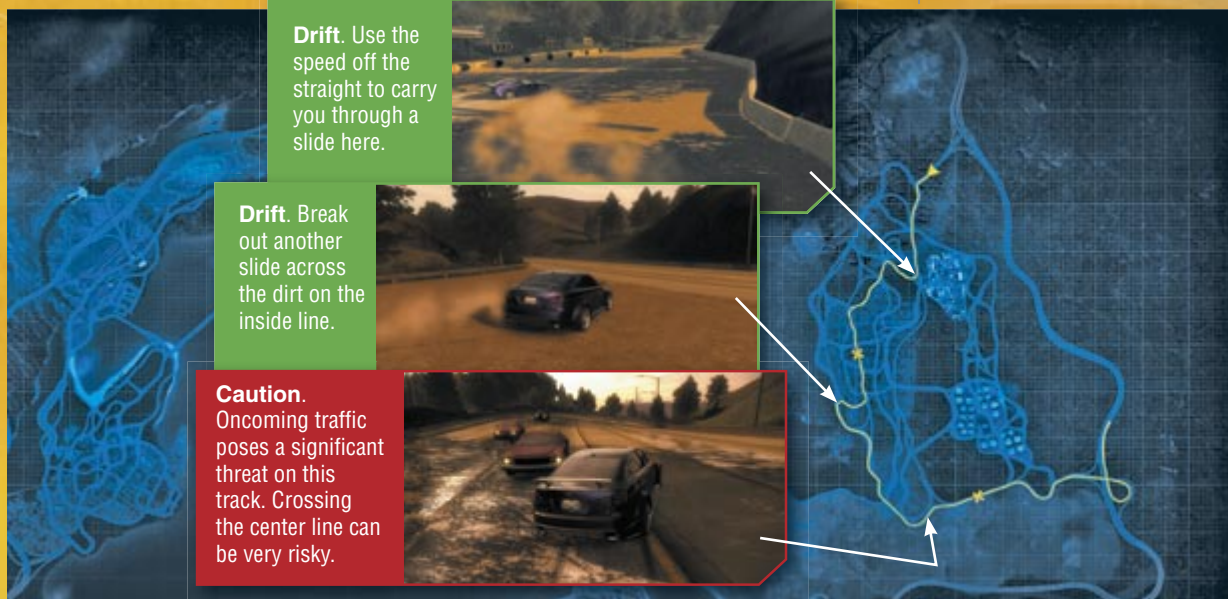 Drift. Use the
speed off the
straight to carry
you through a
slide here.
Drift. Break
out another
slide across
the dirt on the
inside line.
Caution.
Oncoming traffic
poses a significant
threat on this
track. Crossing
the center line can
be very risky.